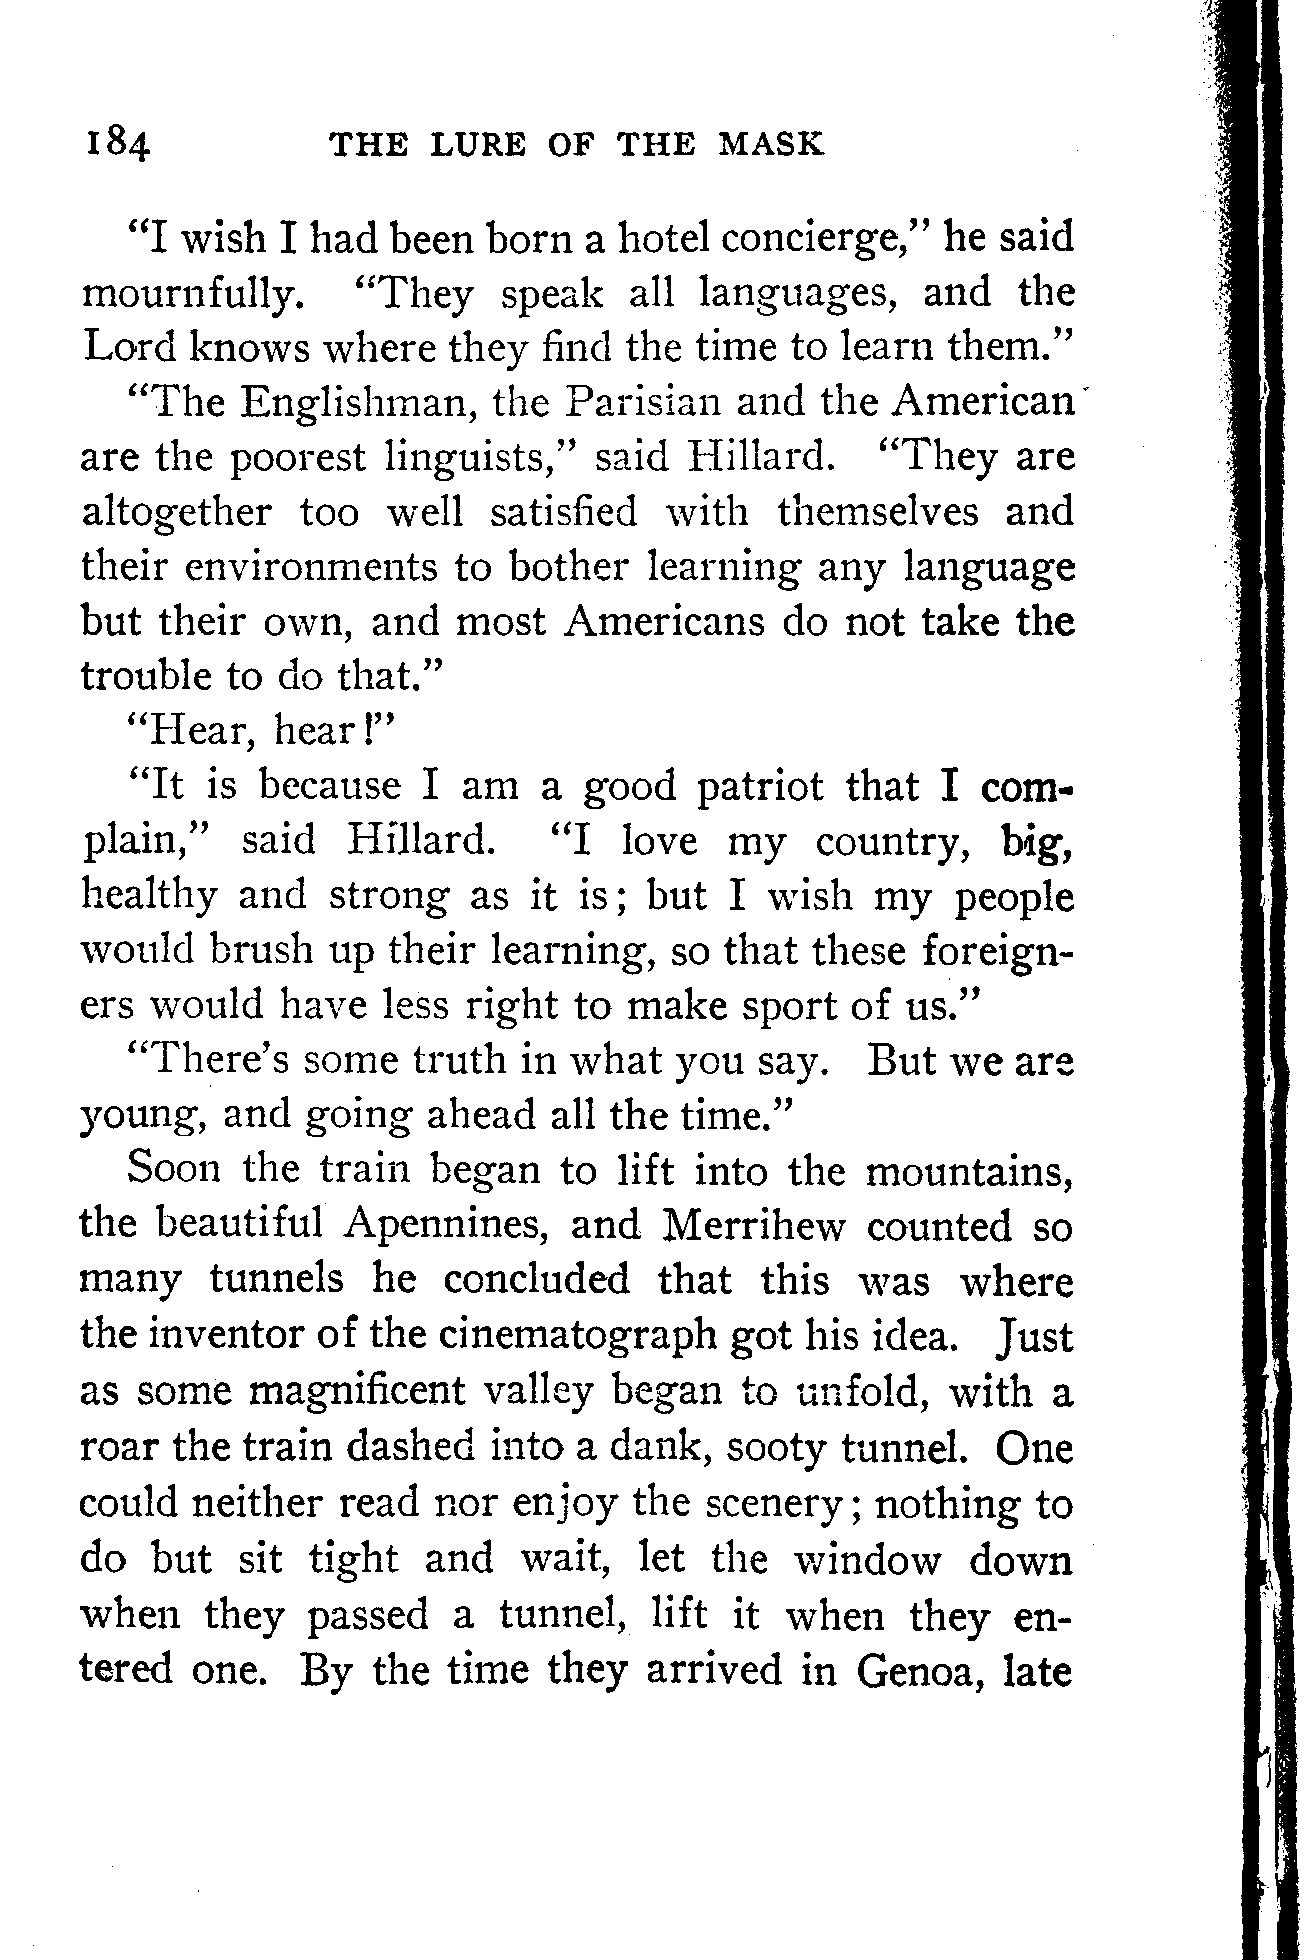 184 THE LURE OF THE MASK
“I wish I had been born a hotel concierge,” he said
mournfully. “They speak all languages, and the
Lord knows where they find the time to learn them.”
“The Englishman, the Parisian and the American
are the poorest linguists,” said Hillard. “They are
altogether too well satisfied with themselves and
their environments to bother learning any language
but their own, and most Americans do not take the
trouble to do that.”
“Hear, hear!”
“It is because I am a good patriot that I com-
plain,” said Hillard. “I love my country, big,
healthy and strong as it is; but I wish my people
would brush up their learning, so that these foreign-
ers would have less right to make sport of us.”
“There’s some truth in what you say. But we are
young, and going ahead all the time.”
Soon the train began to lift into the mountains,
the beautiful Apennines, and Merrihew counted so
many tunnels he concluded that this was where
the inventor of the cinematograph got his idea. Just
as some magnificent valley began to unfold, with a
roar the train dashed into a dank, sooty tunnel. One
could neither read nor enjoy the scenery; nothing to
do but sit tight and wait, let the window down
when they passed a tunnel, lift it when they en-
tered one. By the time they arrived in Genoa, late